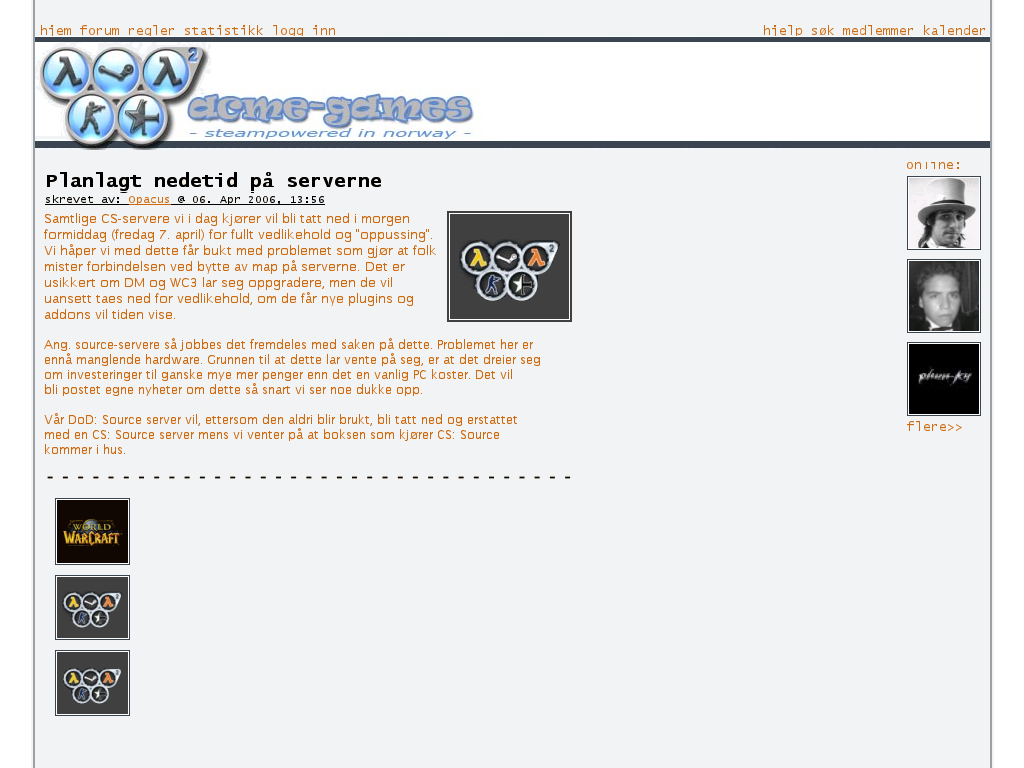 hjem forum regler statistikk logg inn
hjelp søk medlemmer kalender
acme-games
- steampowered in norway -
online:
Planlagt nedetid på serverne
skrevet av: Opacus @ 06. Apr 2006, 13:56
Samtlige CS-servere vi i dag kjører vil bli tatt ned i morgen
formiddag (fredag 7. april) for fullt vedlikehold og "oppussing".
Vi håper vi med dette får bukt med problemet som gjør at folk
mister forbindelsen ved bytte av map på serverne. Det er
usikkert om DM og WC3 lar seg oppgradere, men de vil
uansett taes ned for vedlikehold, om de får nye plugins og
addons vil tiden vise.
Ang. source-servere så jobbes det fremdeles med saken på dette. Problemet her er
ennå manglende hardware. Grunnen til at dette lar vente på seg, er at det dreier seg
om investeringer til ganske mye mer penger enn det en vanlig PC koster. Det vil
bli postet egne nyheter om dette så snart vi ser noe dukke opp.
Vår DoD: Source server vil, ettersom den aldri blir brukt, bli tatt ned og erstattet
med en CS: Source server mens vi venter på at boksen som kjører CS: Source
kommer i hus.
flere>>
WORLD
WARCRAFT